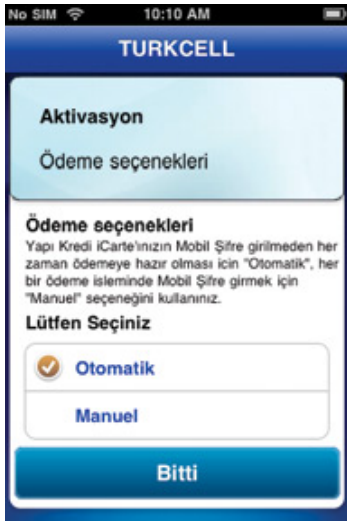 No SIM 10:10 AM
TURKCELL
Aktivasyon
Ödeme seçenekleri
Ödeme seçenekleri
Yapı Kredi iCarte'ınızın Mobil Şifre girilmeden her
zaman ödemeye hazır olması icin "Otomatik", her
bir ödeme isleminde Mobil Şifre girmek için
"Manuel" seçeneğini kullanınız.
Lütfen Seçiniz
Otomatik
Manuel
Bitti